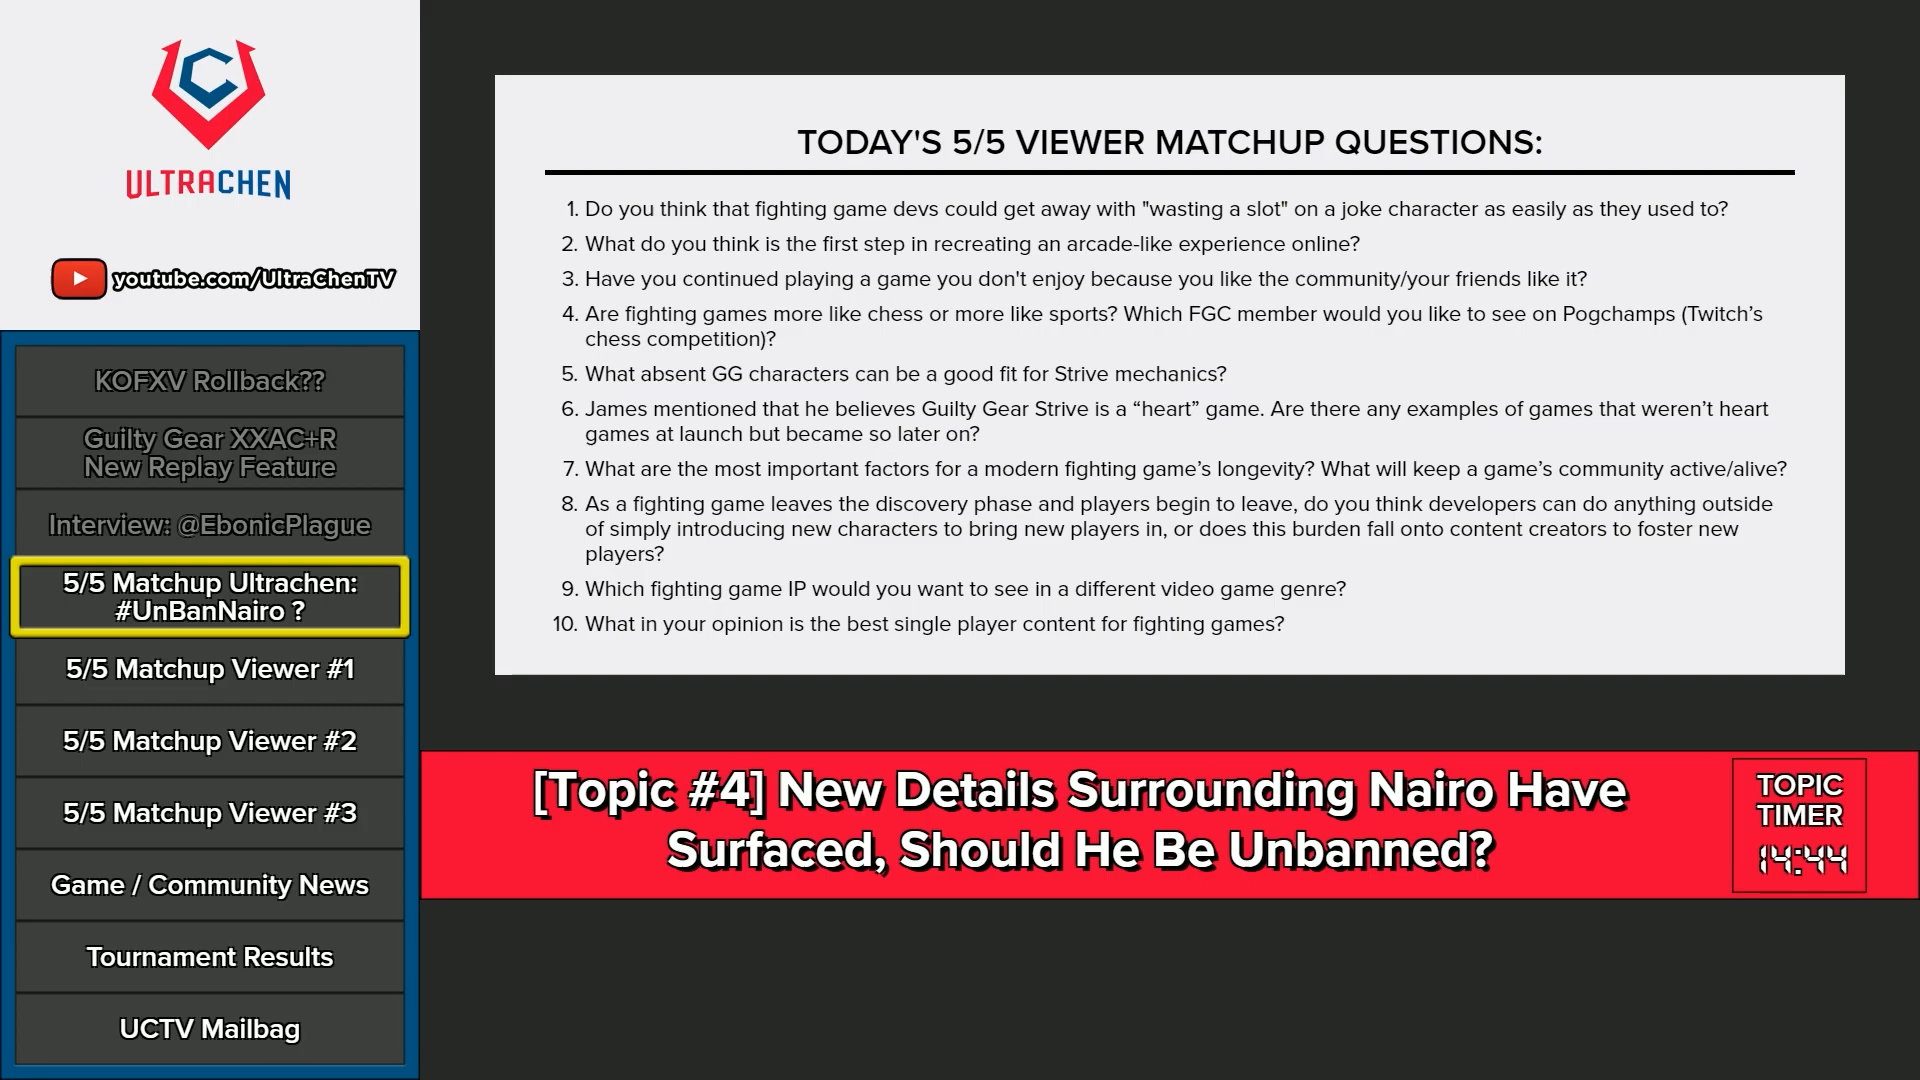 ULTRACHEN
youtube.com/UltraChenTV
KOFXV Rollback??
Guilty Gear XXAC+R
New Replay Feature
Interview: @EbonicPlague
5/5 Matchup Ultrachen:
#UnBanNairo ?
5/5 Matchup Viewer #1
5/5 Matchup Viewer #2
5/5 Matchup Viewer #3
Game / Community News
Tournament Results
UCTV Mailbag
TODAY'S 5/5 VIEWER MATCHUP QUESTIONS:
1. Do you think that fighting game devs could get away with "wasting a slot" on a joke character as easily as they used to?
2. What do you think is the first step in recreating an arcade-like experience online?
3. Have you continued playing a game you don't enjoy because you like the community/your friends like it?
4. Are fighting games more like chess or more like sports? Which FGC member would you like to see on Pogchamps (Twitch’s
chess competition)?
5. What absent GG characters can be a good fit for Strive mechanics?
6. James mentioned that he believes Guilty Gear Strive is a “heart” game. Are there any examples of games that weren’t heart
games at launch but became so later on?
7. What are the most important factors for a modern fighting game’s longevity? What will keep a game’s community active/alive?
8. As a fighting game leaves the discovery phase and players begin to leave, do you think developers can do anything outside
of simply introducing new characters to bring new players in, or does this burden fall onto content creators to foster new
players?
9. Which fighting game IP would you want to see in a different video game genre?
10. What in your opinion is the best single player content for fighting games?
[Topic #4] New Details Surrounding Nairo Have
Surfaced, Should He Be Unbanned?
TOPIC
TIMER
14:44